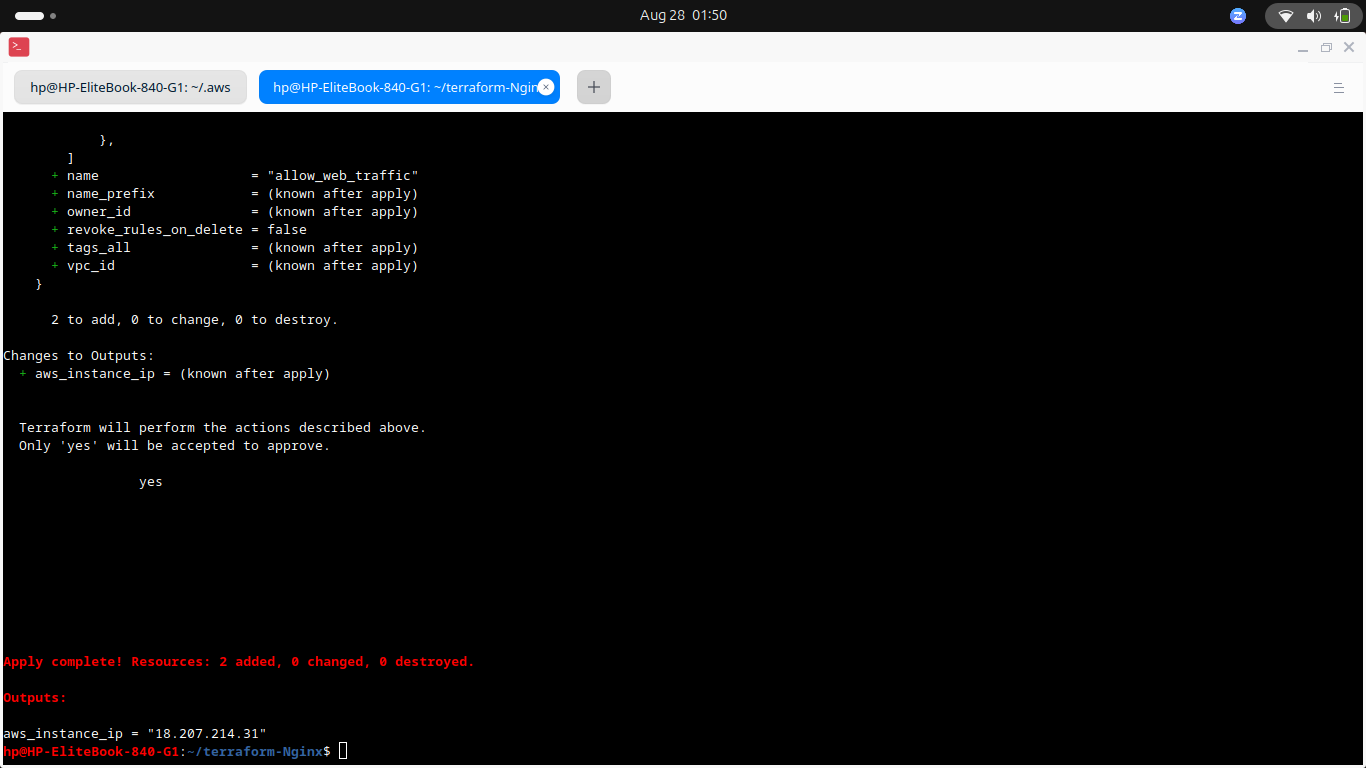 Aug 28 01:50
hp@HP-EliteBook-840-G1: ~/.aws
hp@HP-EliteBook-840-G1: ~/terraform-Ngin
},
]
+ name = "allow_web_traffic"
+ name_prefix = (known after apply)
+ owner_id = (known after apply)
+ revoke_rules_on_delete = false
+ tags_all = (known after apply)
+ vpc_id = (known after apply)
}
2 to add, 0 to change, 0 to destroy.
Changes to Outputs:
+ aws_instance_ip = (known after apply)
Terraform will perform the actions described above.
Only 'yes' will be accepted to approve.
yes
Apply complete! Resources: 2 added, 0 changed, 0 destroyed.
Outputs:
aws_instance_ip = "18.207.214.31"
hp@HP-EliteBook-840-G1:~/terraform-Nginx$